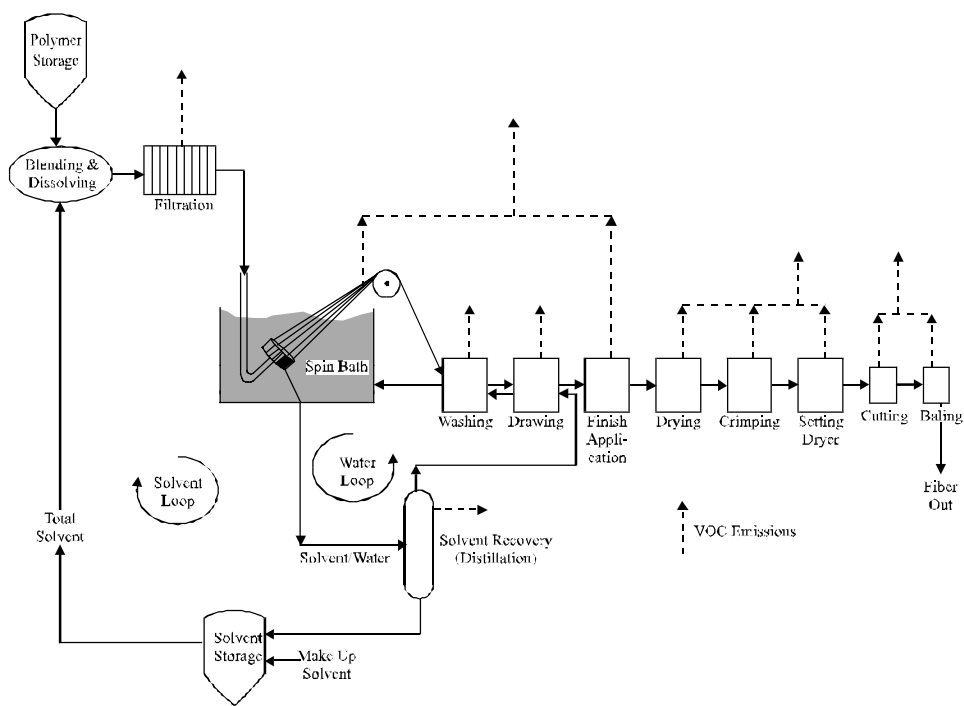 Polymer
Storage
Blending &
Dissolving
Filtration
Spin Bath
Washing
Drawing
Finish
Appli-
cation
Drying
Crimping
Setting
Dryer
Cutting
Baling
Fiber
Out
Solvent
Loop
Water
Loop
Total
Solvent
Solvent/Water
Solvent Recovery
(Distillation)
VOC Emissions
Solvent
Storage
Make Up
Solvent